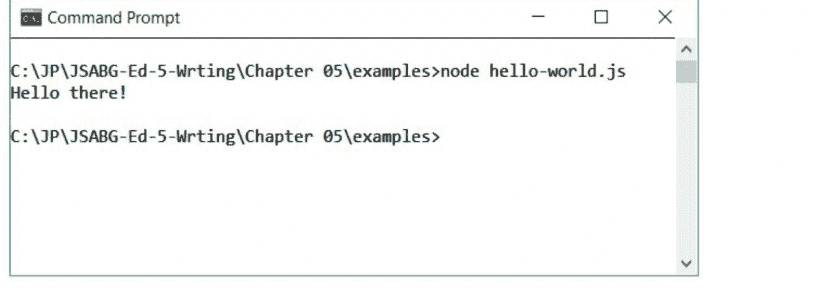 Command Prompt
C:\JP\JSABG-Ed-5-Wrting\Chapter 05\examples>node hello-world.js
Hello there!
C:\JP\JSABG-Ed-5-Wrting\Chapter 05\examples>